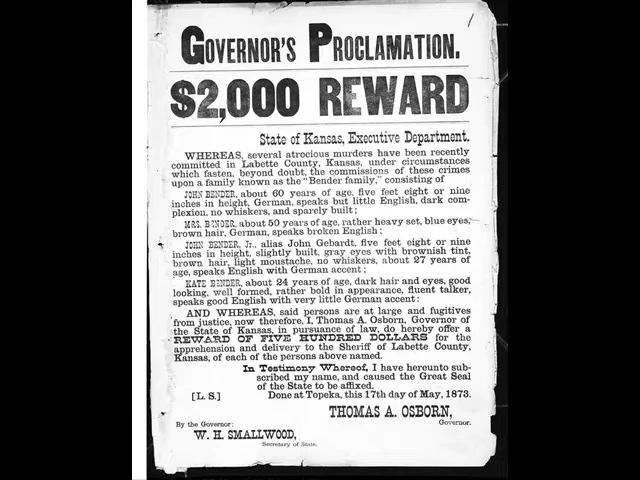 GOVERNOR'S PROCLAMATION.
$2,000 REWARD
State of Kansas, Executive Department.
WHEREAS, several atrocious murders have been recently
committed in Labette County, Kansas, under circumstances
which fasten, beyond doubt, the commissions of these crimes
upon a family known as the "Bender family," consisting of
JOHN BENDER, about 60 years of age, five feet eight or nine
inches in height, German, speaks but little English, dark com-
plexion, no whiskers, and sparely built;
MRS. BENDER, about 50 years of age, rather heavy set, blue eyes,
brown hair, German, speaks broken English;
JOHN BENDER, Jr., alias John Gebardt, five feet eight or nine
inches in height, slightly built, gray eyes with brownish tint,
brown hair, light moustache, no whiskers, about 27 years of
age, speaks English with German accent;
KATE BENDER, about 24 years of age, dark hair and eyes, good
looking, well formed, rather bold in appearance, fluent talker,
speaks good English with very little German accent:
AND WHEREAS, said persons are at large and fugitives
from justice, now therefore, I, Thomas A. Osborn, Governor of
the State of Kansas, in pursuance of law, do hereby offer a
REWARD OF FIVE HUNDRED DOLLARS for the
apprehension and delivery to the Sheriff of Labette County,
Kansas, of each of the persons above named.
In Testimony Whereof, I have hereunto sub-
scribed my name, and caused the Great Seal
of the State to be affixed.
[L. S.] Done at Topeka, this 17th day of May, 1873.
THOMAS A. OSBORN,
Governor.
By the Governor:
W. H. SMALLWOOD,
Secretary of State.